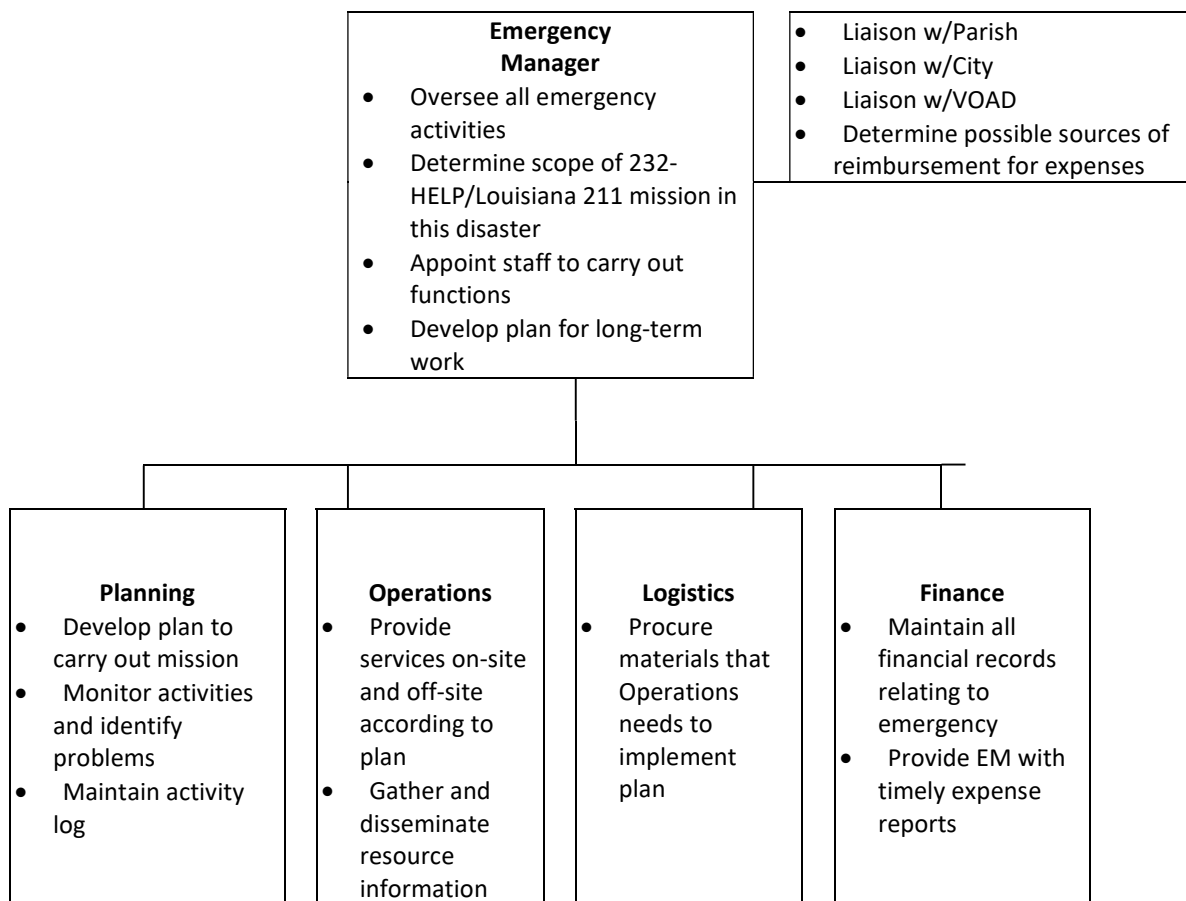 Emergency
Manager
• Oversee all emergency
activities
• Determine scope of 232-
HELP/Louisiana 211 mission in
this disaster
• Appoint staff to carry out
functions
• Develop plan for long-term
work
• Liaison w/Parish
• Liaison w/City
• Liaison w/VOAD
• Determine possible sources of
reimbursement for expenses
Planning
• Develop plan to
carry out mission
• Monitor activities
and identify
problems
• Maintain activity
log
Operations
• Provide
services on-site
and off-site
according to
plan
• Gather and
disseminate
resource
information
Logistics
• Procure
materials that
Operations
needs to
implement
plan
Finance
• Maintain all
financial records
relating to
emergency
• Provide EM with
timely expense
reports